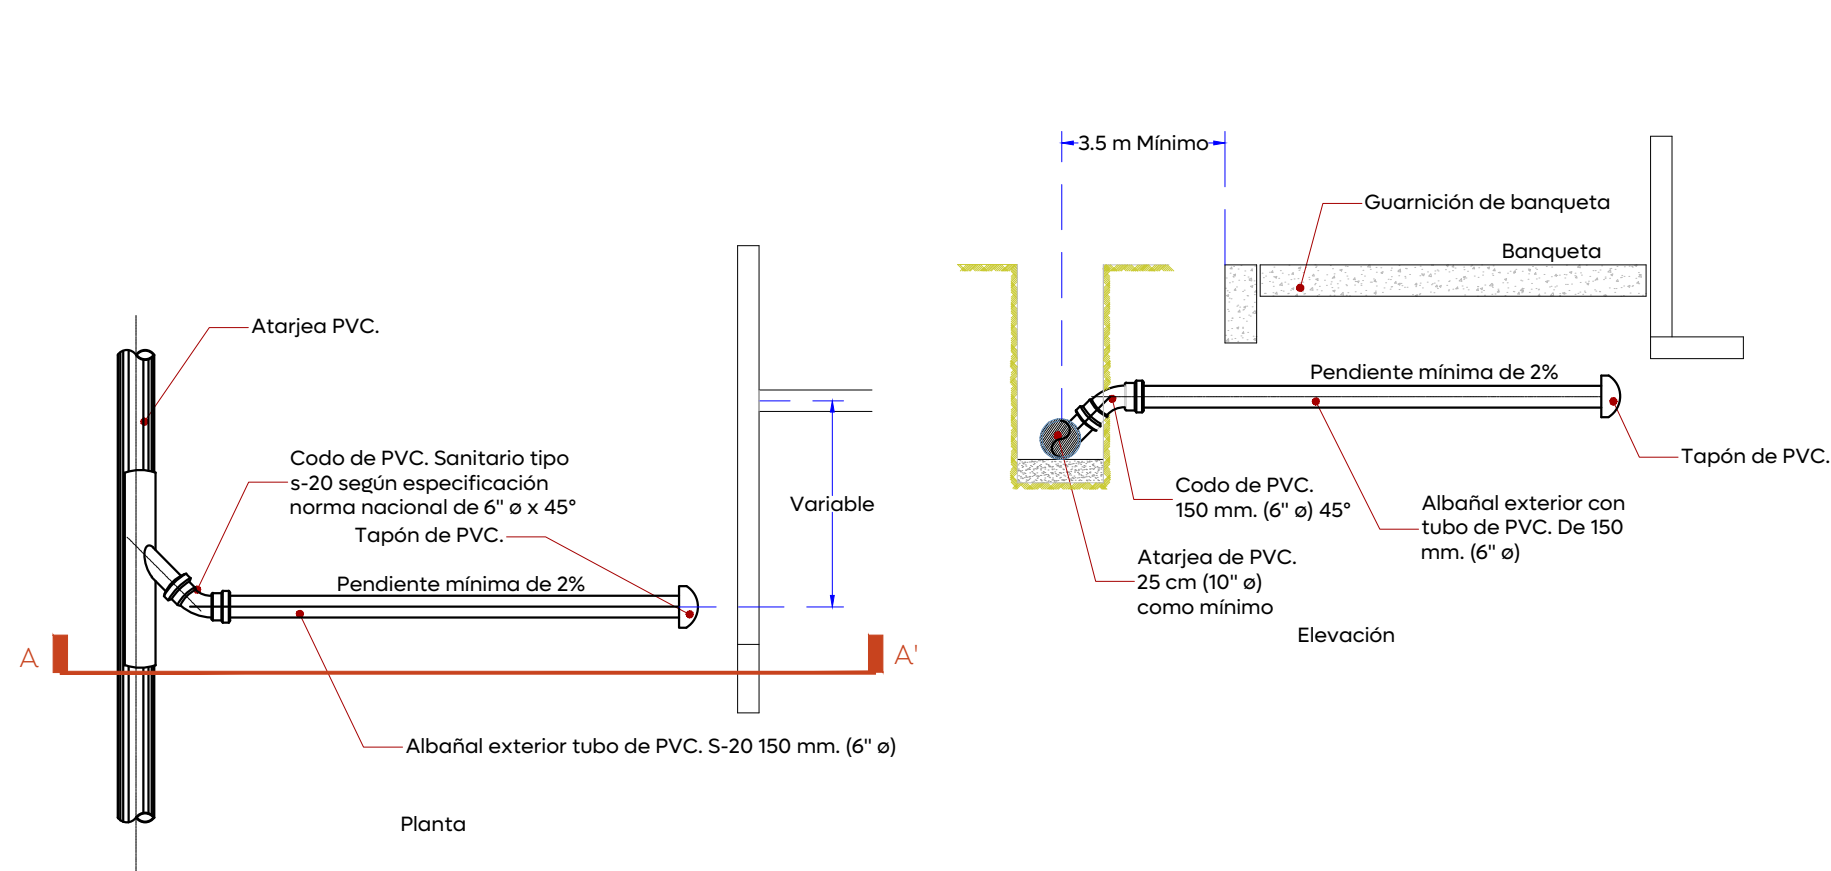 Atarjea PVC.
Codo de PVC. Sanitario tipo
s-20 según especificación
norma nacional de 6" ø x 45°
Tapón de PVC.
Variable
Pendiente mínima de 2%
A
A'
Albañal exterior tubo de PVC. S-20 150 mm. (6" ø)
Planta
3.5 m Mínimo
Guarnición de banqueta
Banqueta
Pendiente mínima de 2%
Tapón de PVC.
Codo de PVC.
150 mm. (6" ø) 45°
Albañal exterior con
tubo de PVC. De 150
mm. (6" ø)
Atarjea de PVC.
25 cm (10" ø)
como mínimo
Elevación